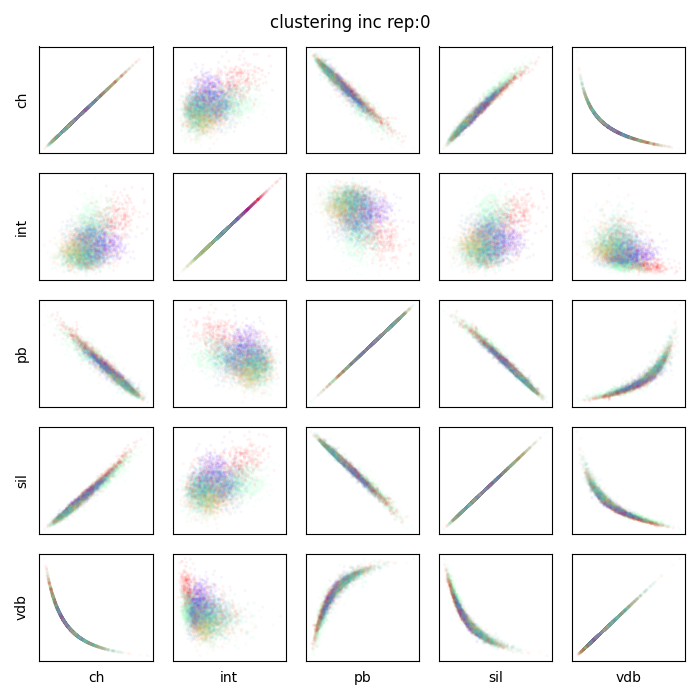 clustering inc rep:0
ch
int
pb
sil
vdb
ch
int
pb
sil
vdb